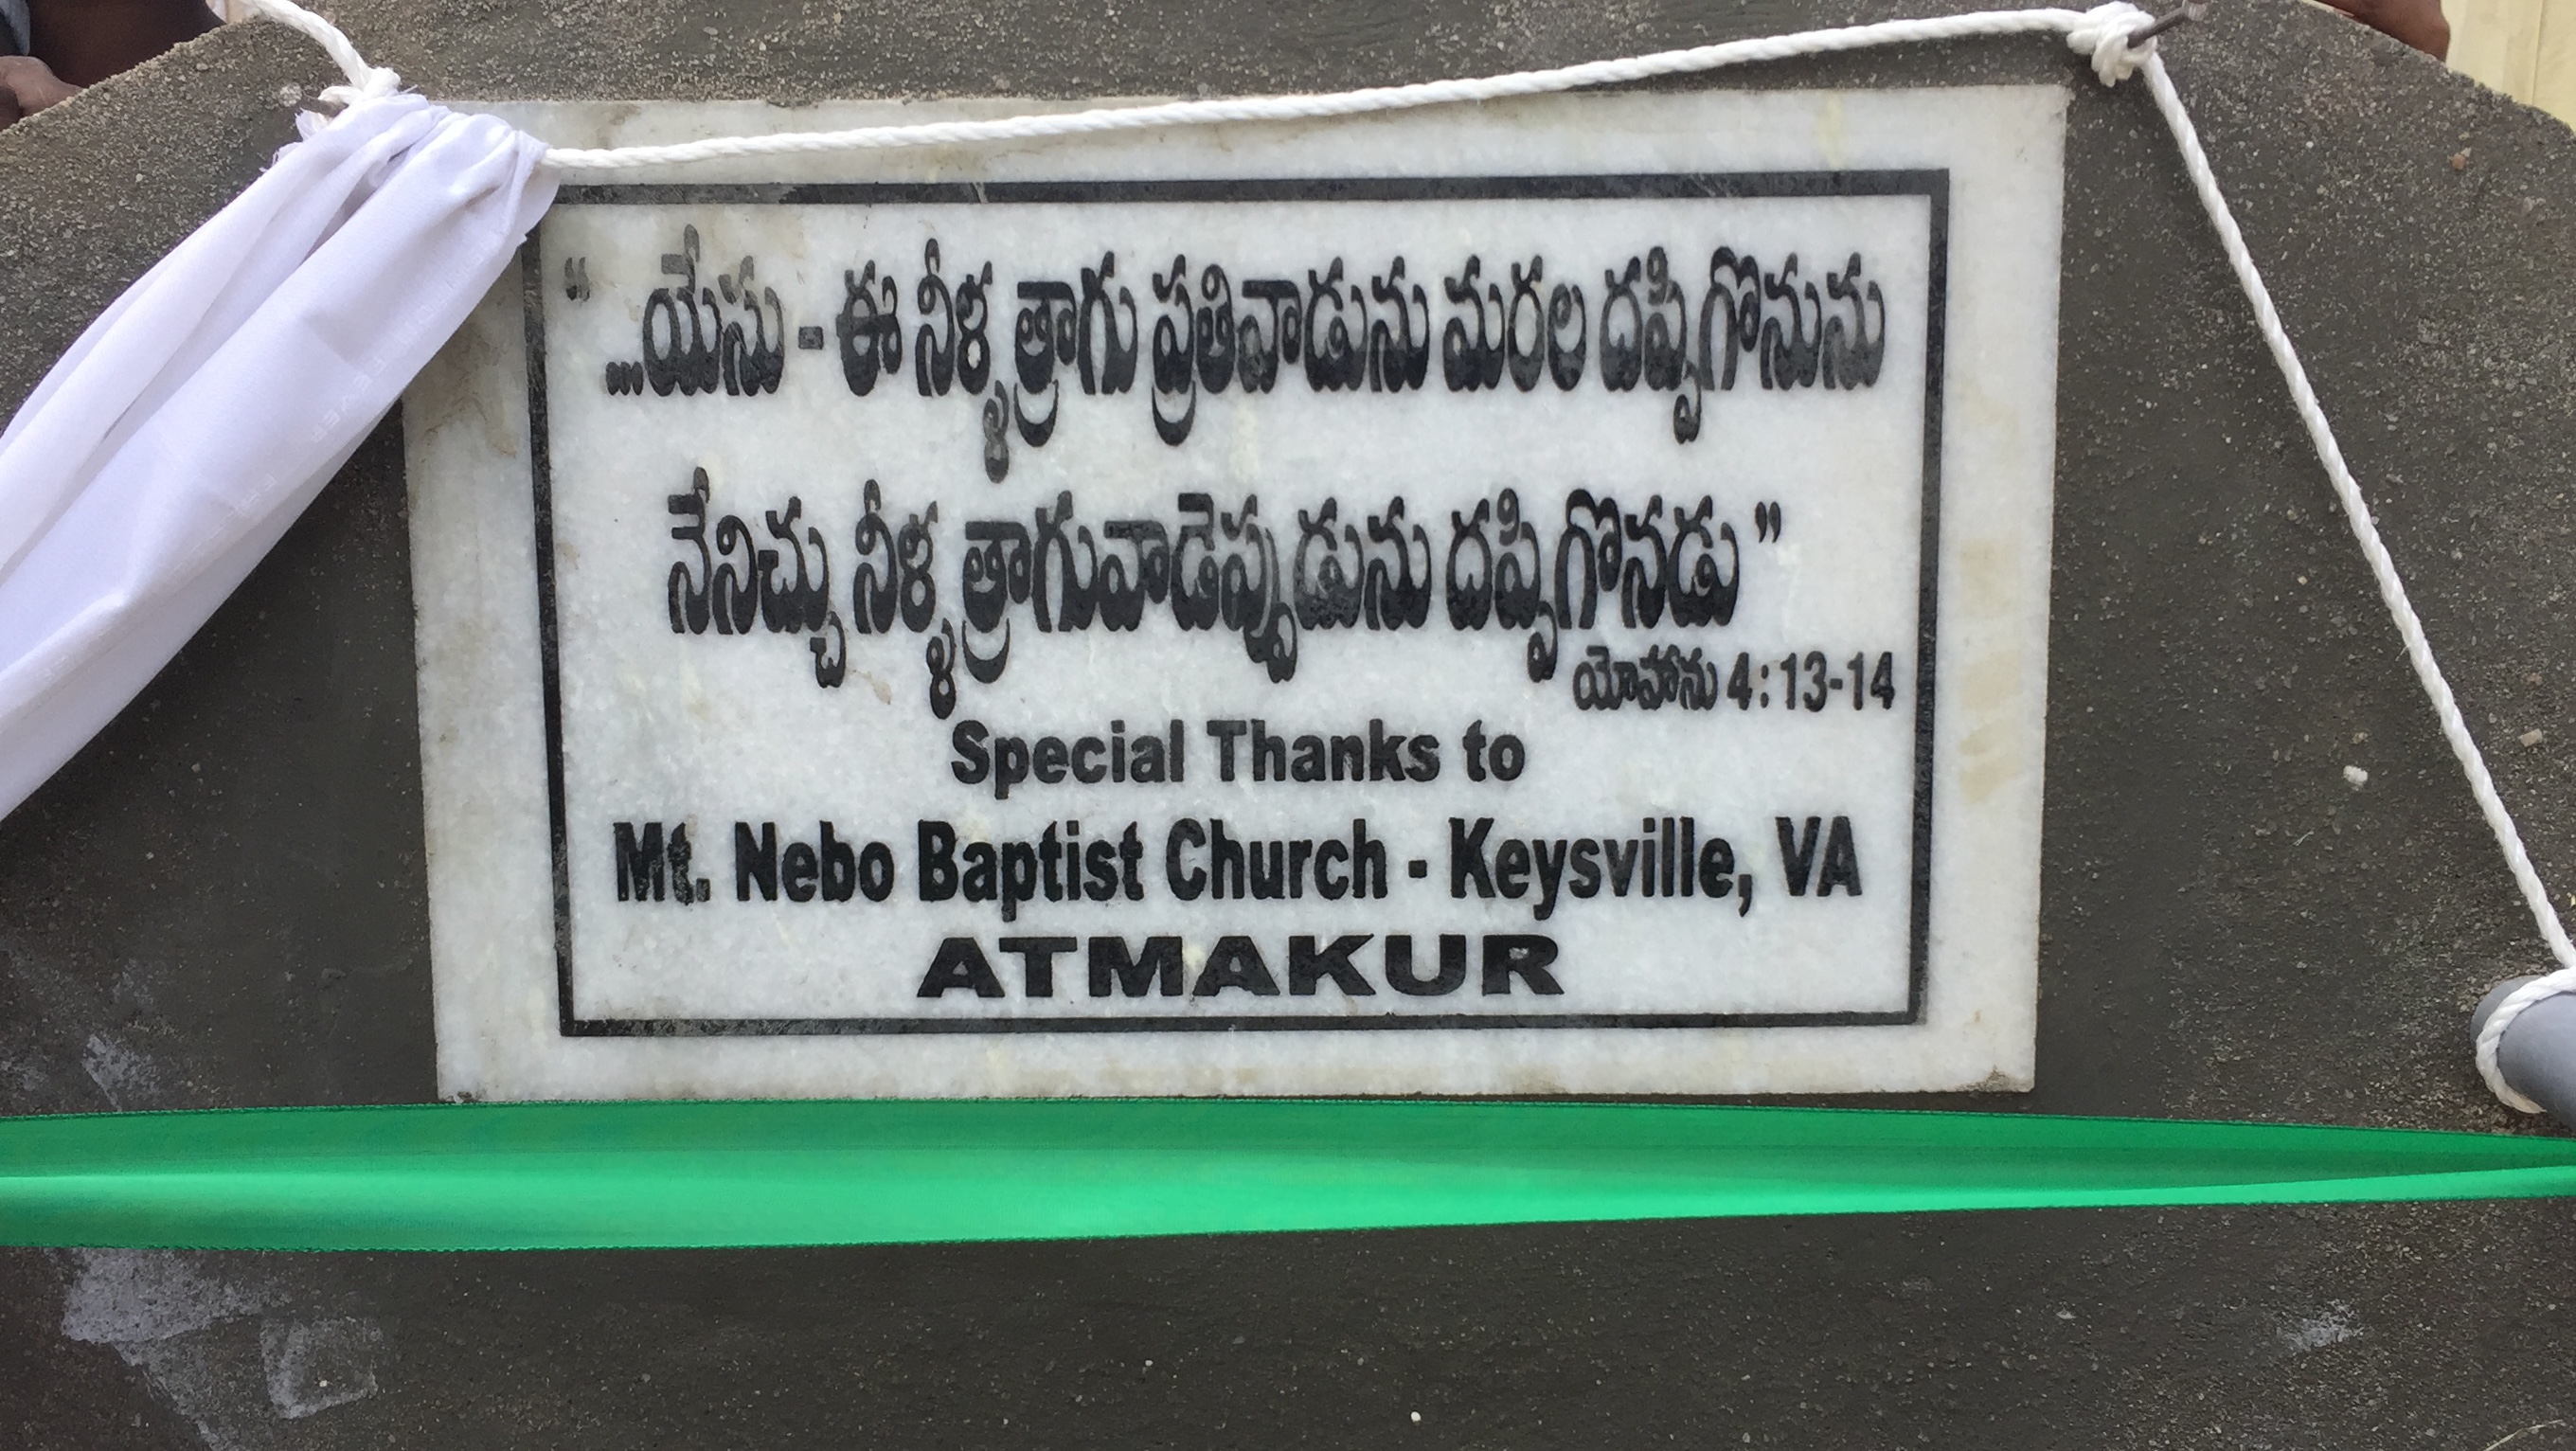 “ ...యేసు - ఈ నీళ్ళు త్రాగు ప్రతివాడును మరల దప్పిగొనును
నేనిచ్చు నీళ్ళు త్రాగువాడెప్పుడును దప్పిగొనడు ”
యోహాను 4:13-14
Special Thanks to
Mt. Nebo Baptist Church - Keysville, VA
ATMAKUR